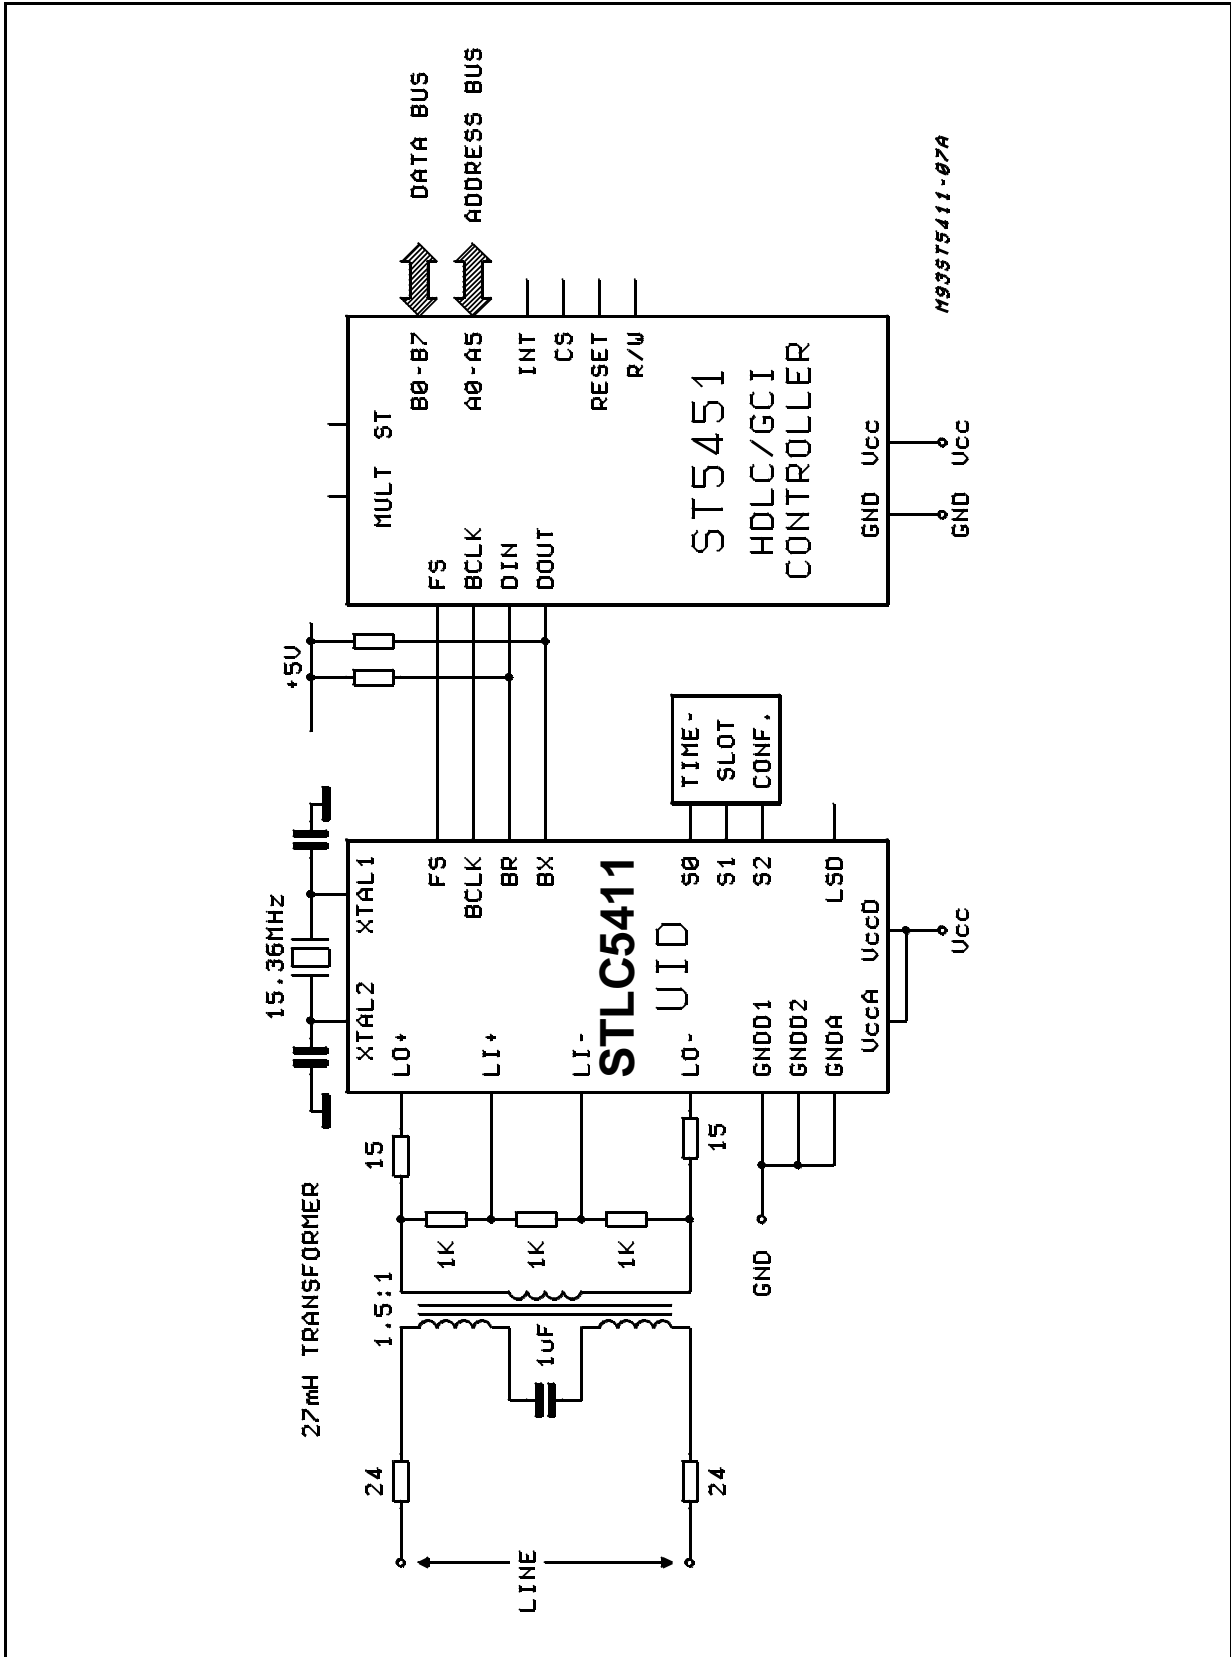 27mH TRANSFORMER
1.5:1
15.36MHz
+5V
XTAL2
XTAL1
MULT
ST
24
15
LO+
FS
FS
B0-B7
DATA BUS
BCLK
BCLK
A0-A5
ADDRESS BUS
1K
LI+
BR
DIN
INT
LINE
1uF
1K
BX
DOUT
CS
LI-
RESET
1K
R/W
STLC5411
UID
24
15
LO-
S0
TIME-
S1
SLOT
S2
CONF.
ST5451
HDLC/GCI
CONTROLLER
GND
GNDD1
GNDD2
GNDA
LSD
VccA
VccD
GND
Vcc
Vcc
GND
Vcc
M93ST5411-07A